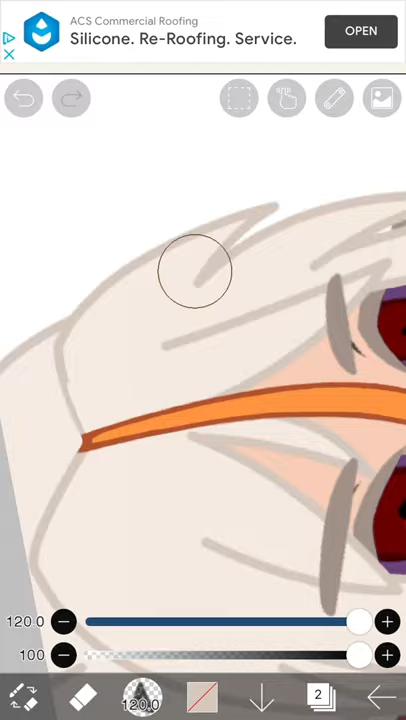 ACS Commercial Roofing
Silicone. Re-Roofing. Service.
OPEN
120.0
100
120.0
2